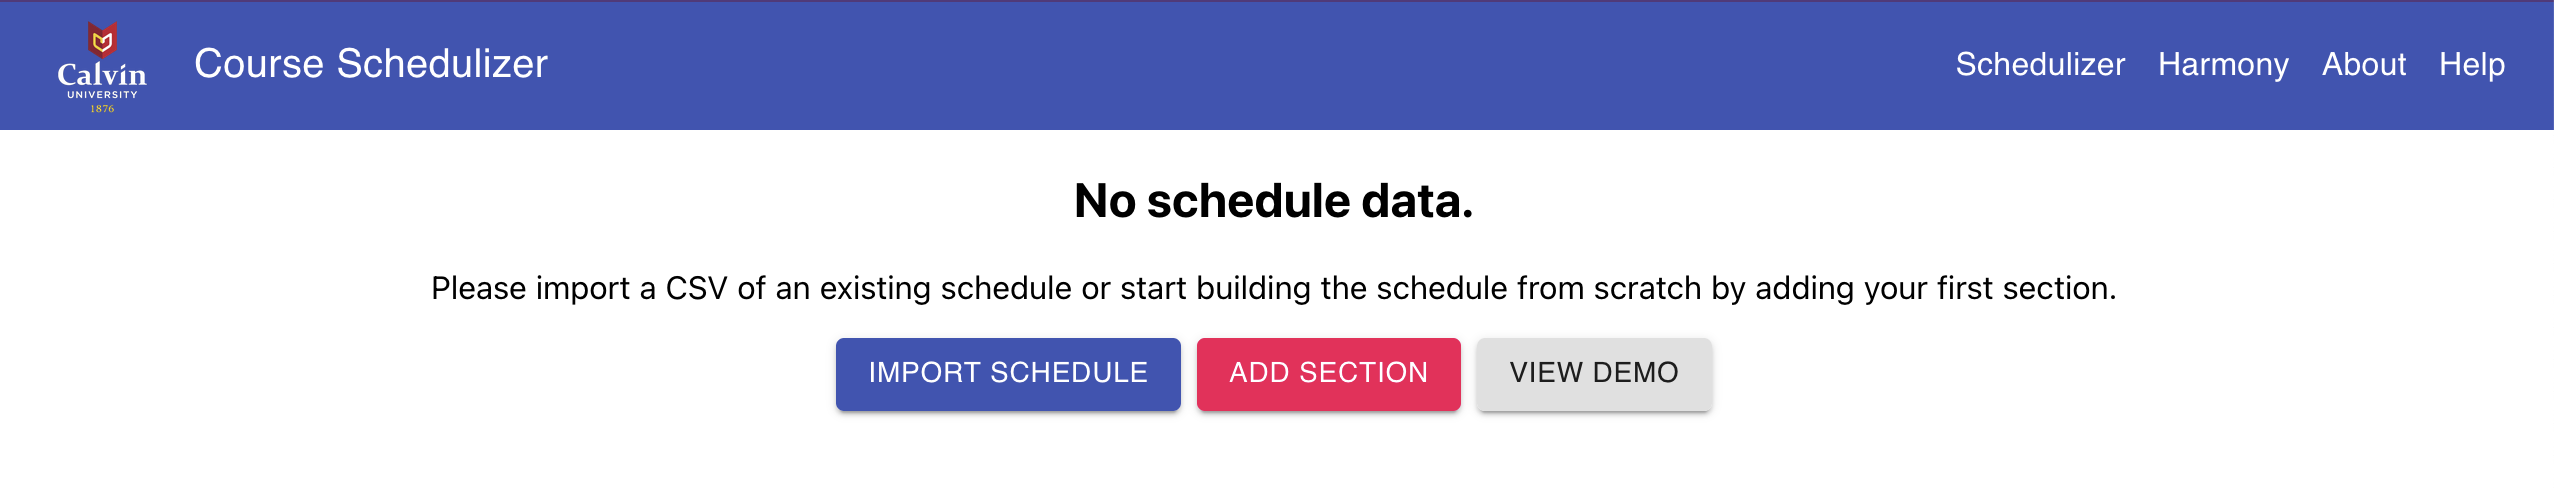 Calvin
UNIVERSITY
1876
Course Schedulizer
Schedulizer Harmony About Help
No schedule data.
Please import a CSV of an existing schedule or start building the schedule from scratch by adding your first section.
IMPORT SCHEDULE
ADD SECTION
VIEW DEMO